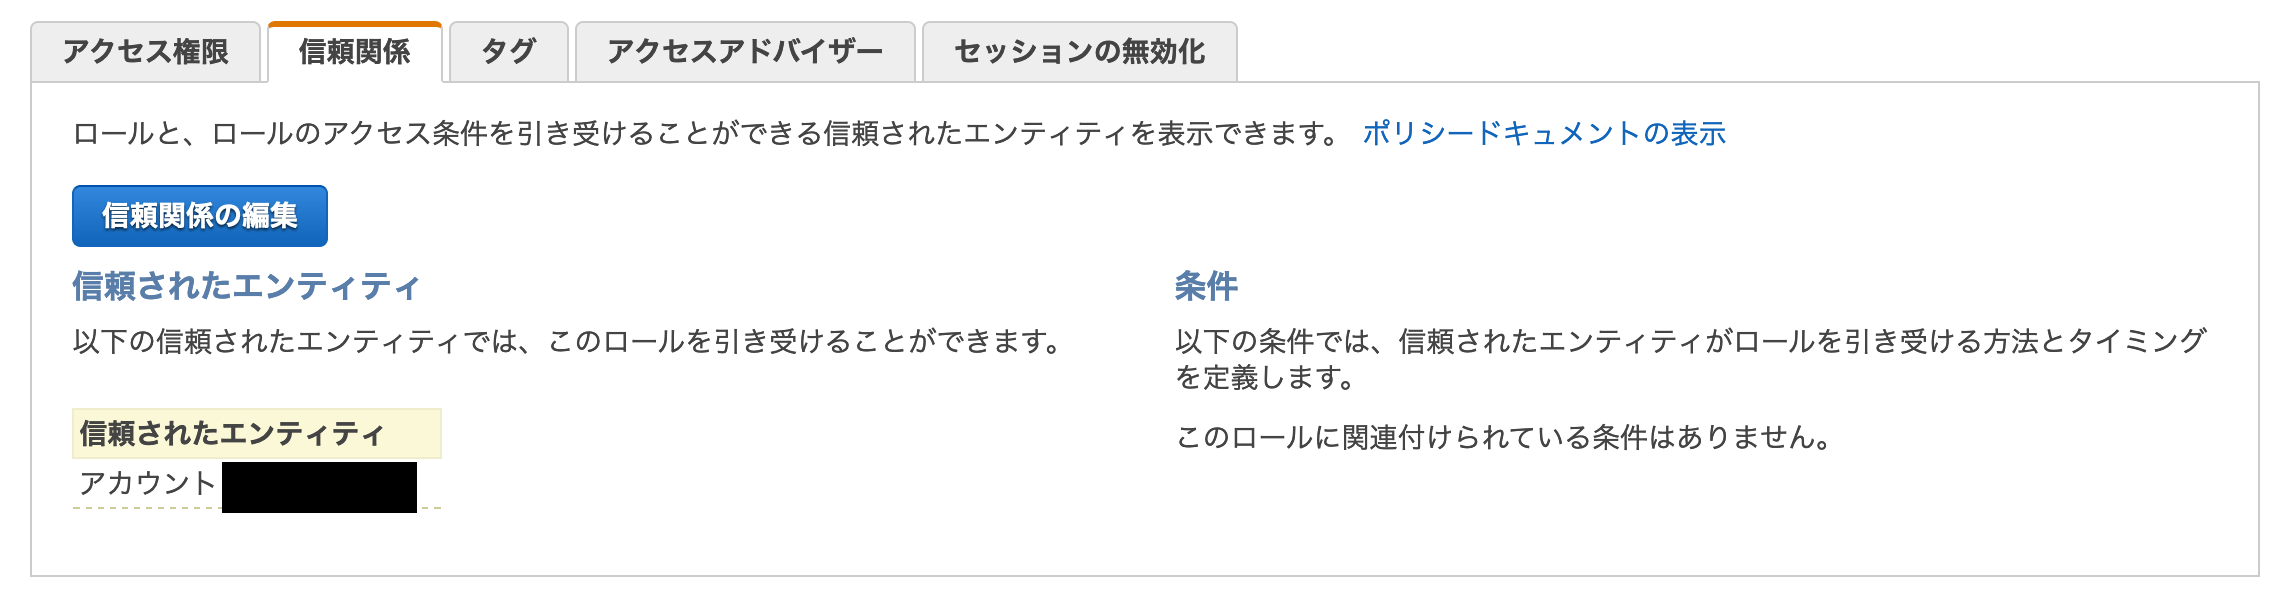 アクセス権限 信頼関係 タグ アクセスアドバイザー セッションの無効化
ロールと、ロールのアクセス条件を引き受けることができる信頼されたエンティティを表示できます。 ポリシードキュメントの表示
信頼関係の編集
信頼されたエンティティ
以下の信頼されたエンティティでは、このロールを引き受けることができます。
信頼されたエンティティ
アカウント
条件
以下の条件では、信頼されたエンティティがロールを引き受ける方法とタイミング
を定義します。
このロールに関連付けられている条件はありません。